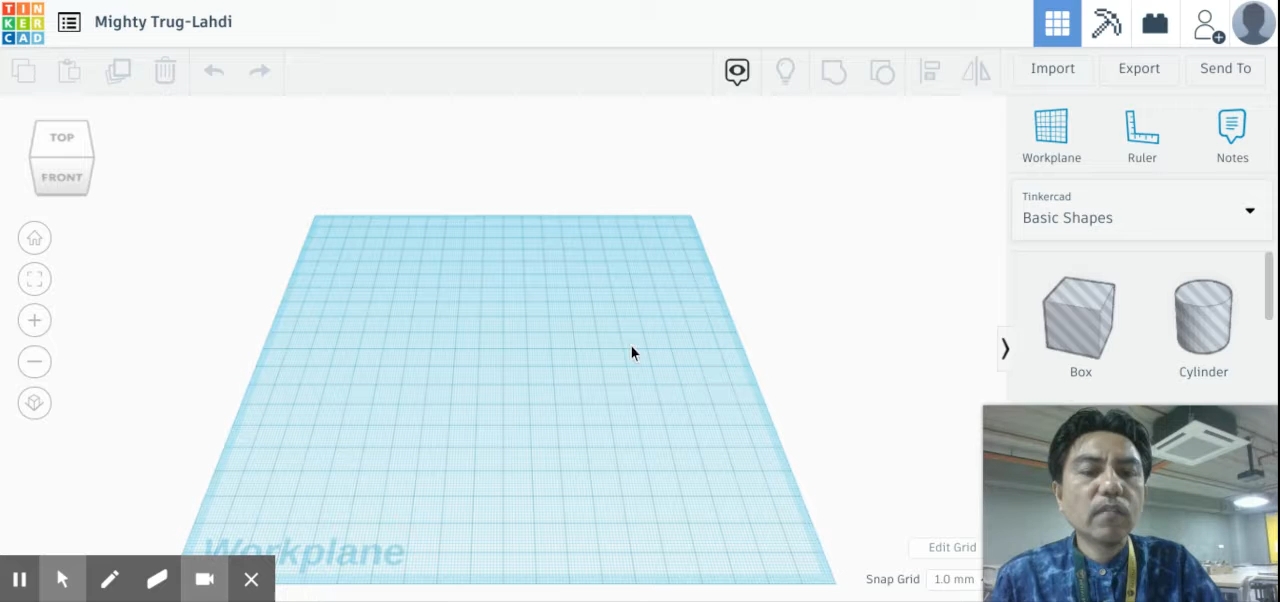 TIN
KER
CAD
Mighty Trug-Lahdi
Import
Export
Send To
TOP
FRONT
Workplane
Ruler
Notes
Tinkercad
Basic Shapes
Box
Cylinder
Workplane
Edit Grid
Snap Grid
1.0 mm